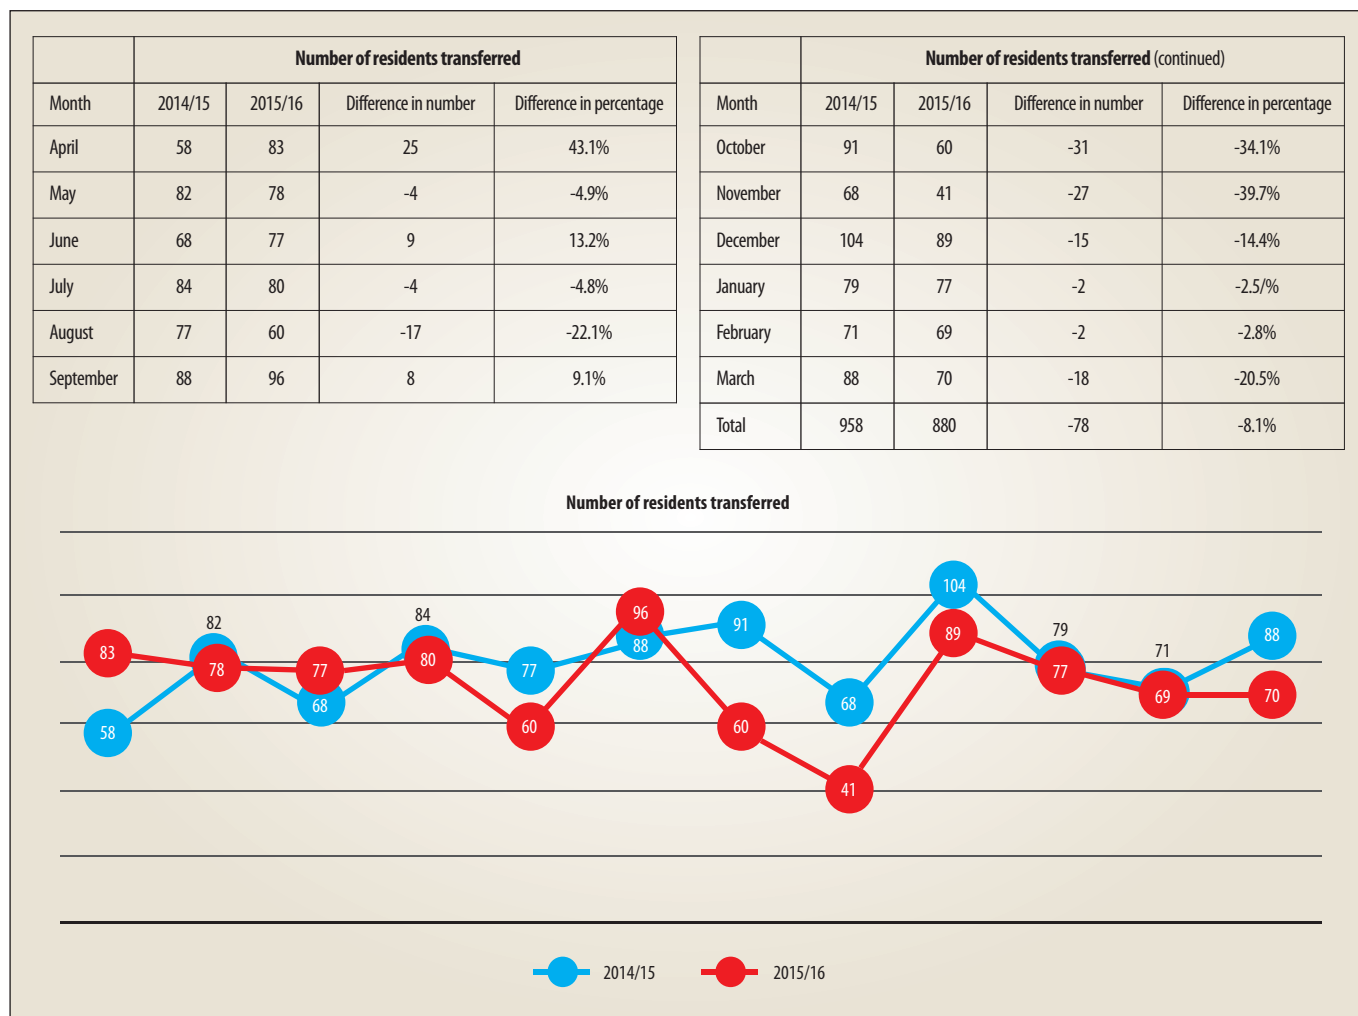 Number of residents transferred
Month 2014/15 2015/16 Difference in number Difference in percentage
April 58 83 25 43.1%
May 82 78 -4 -4.9%
June 68 77 9 13.2%
July 84 80 -4 -4.8%
August 77 60 -17 -22.1%
September 88 96 8 9.1%
Number of residents transferred (continued)
Month 2014/15 2015/16 Difference in number Difference in percentage
October 91 60 -31 -34.1%
November 68 41 -27 -39.7%
December 104 89 -15 -14.4%
January 79 77 -2 -2.5/%
February 71 69 -2 -2.8%
March 88 70 -18 -20.5%
Total 958 880 -78 -8.1%
Number of residents transferred
83 82 78 77 84 80 77 96 91 104 89 79 77 71 69 88 70
58 68 60 88 60 68 41
2014/15 2015/16